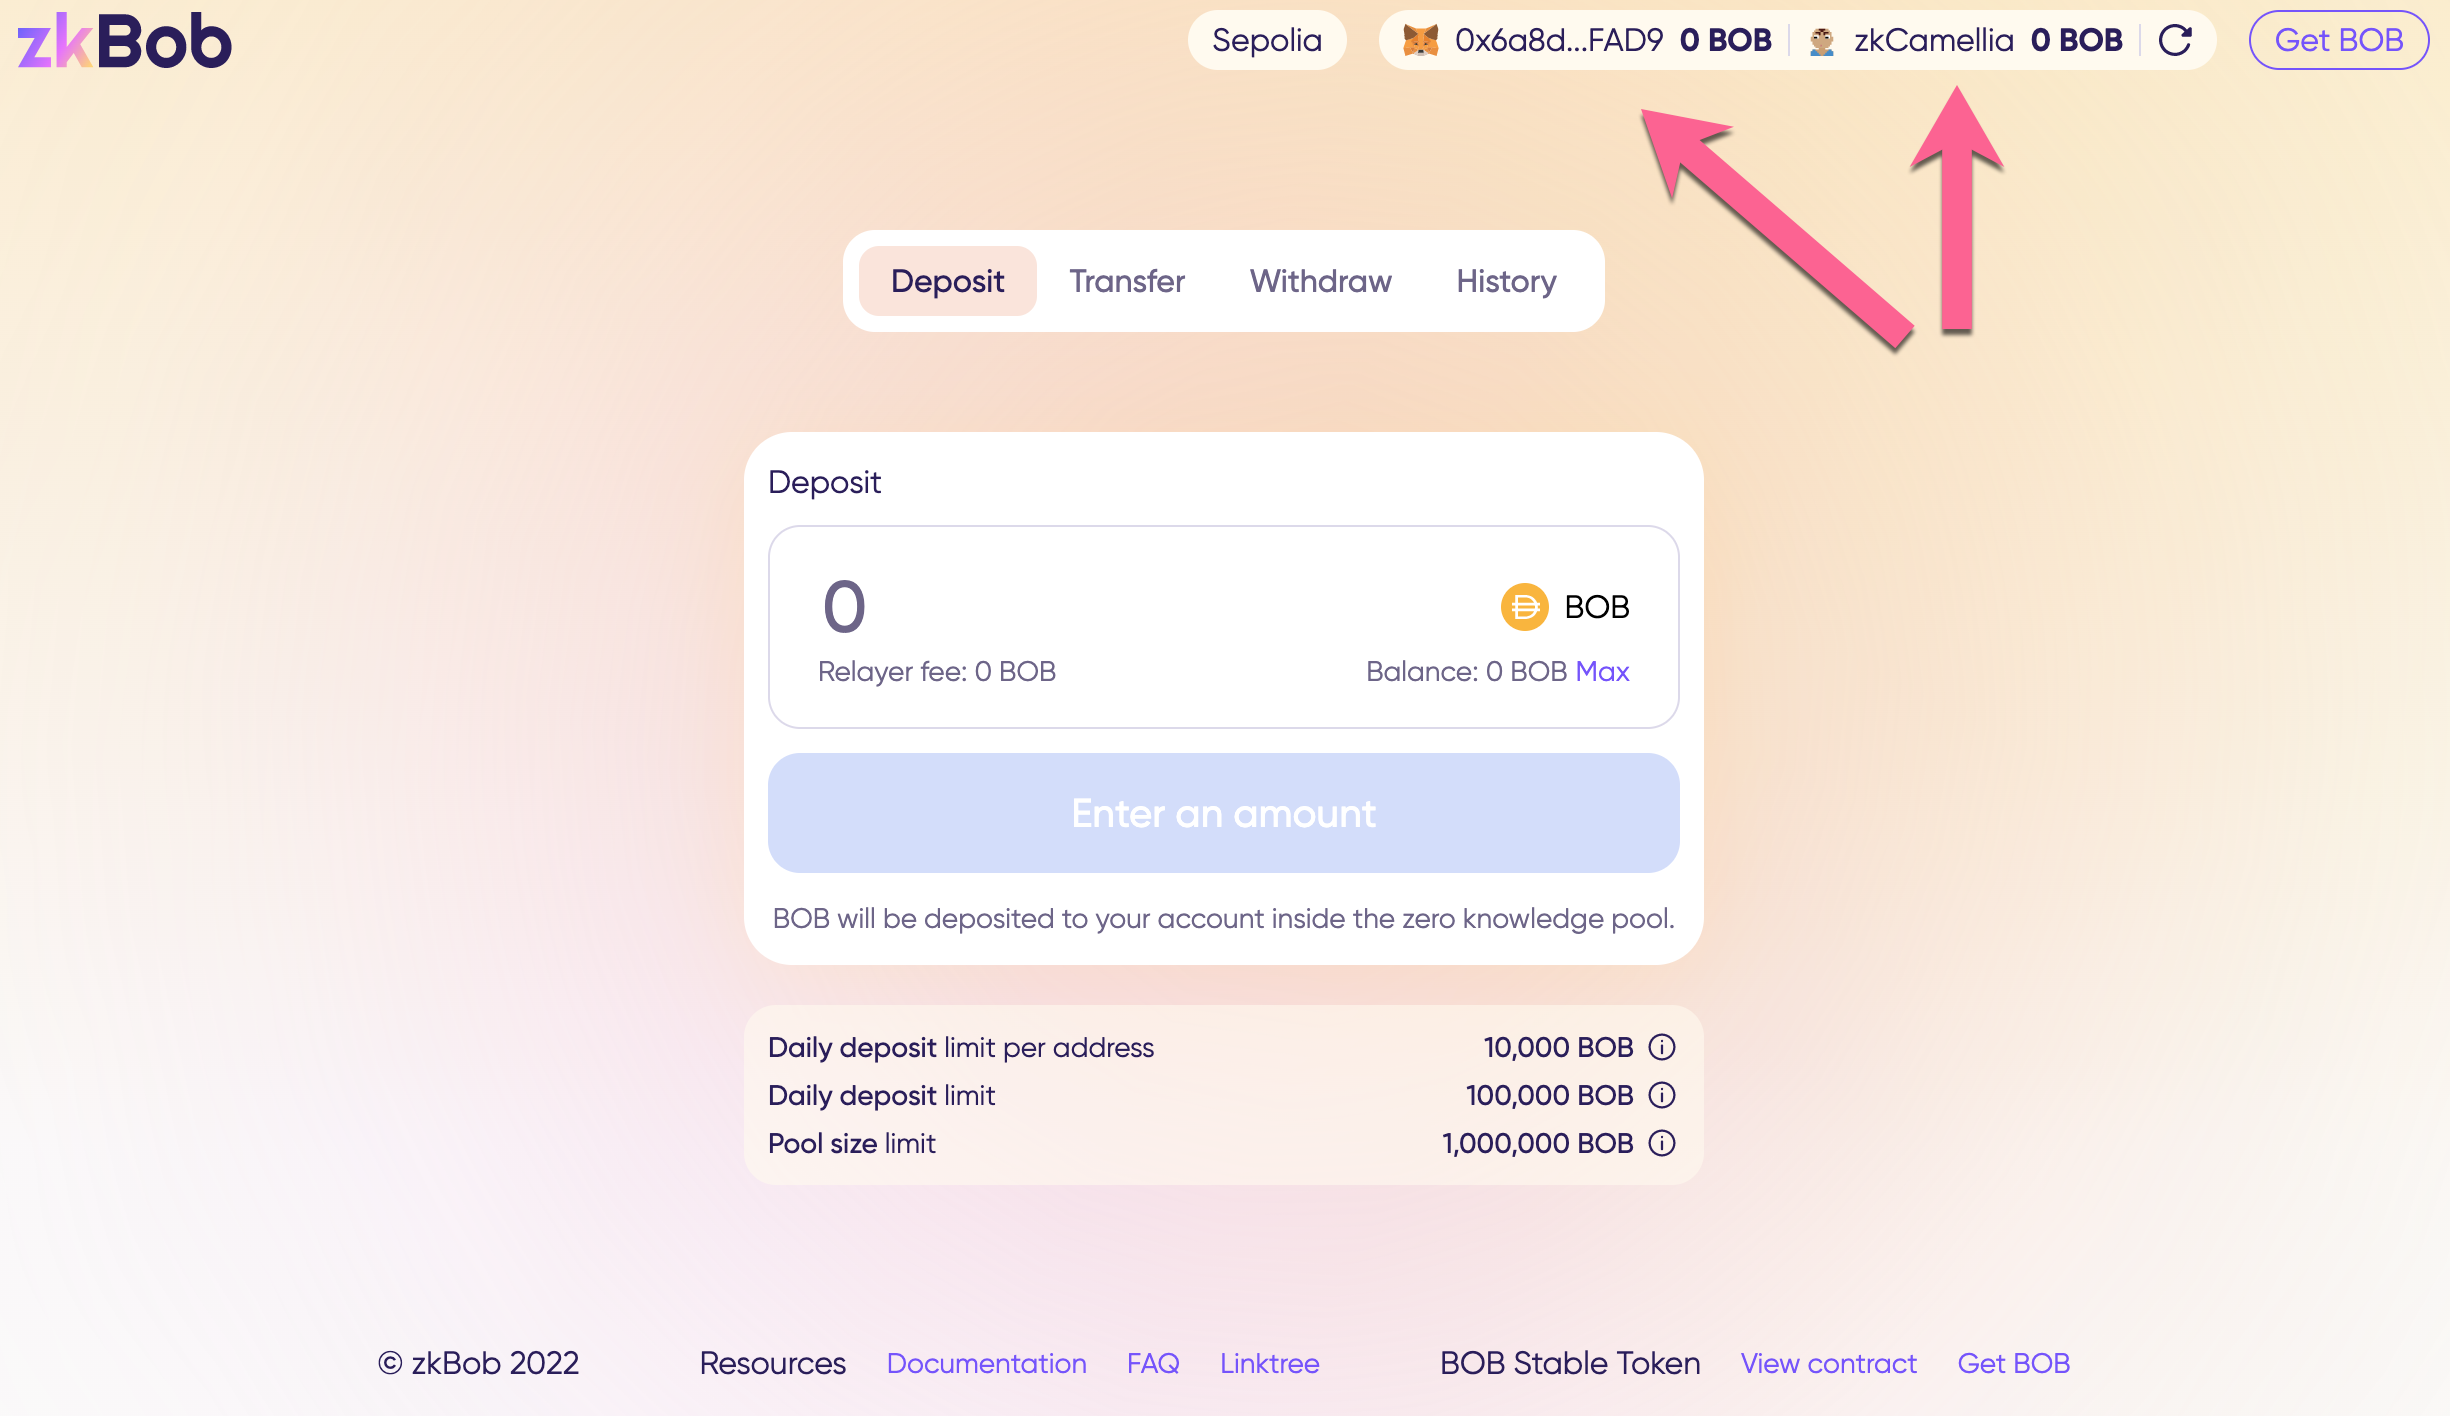 zkBob
Sepolia
0x6a8d...FAD9 0 BOB
zkCamellia 0 BOB
Get BOB
Deposit
Transfer
Withdraw
History
Deposit
0
BOB
Relayer fee: 0 BOB
Balance: 0 BOB Max
Enter an amount
BOB will be deposited to your account inside the zero knowledge pool.
Daily deposit limit per address 10,000 BOB
Daily deposit limit 100,000 BOB
Pool size limit 1,000,000 BOB
© zkBob 2022 Resources Documentation FAQ Linktree BOB Stable Token View contract Get BOB